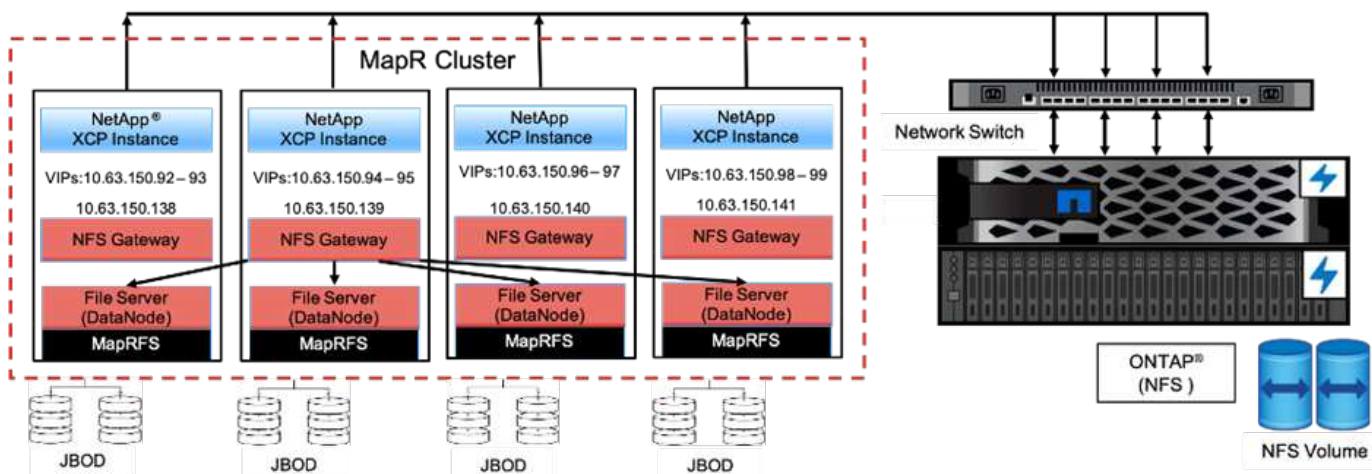 MapR Cluster
NetApp®
XCP Instance
VIPs:10.63.150.92–93
10.63.150.138
NFS Gateway
File Server
(DataNode)
MapRFS
JBOD
NetApp
XCP Instance
VIPs:10.63.150.94–95
10.63.150.139
NFS Gateway
File Server
(DataNode)
MapRFS
JBOD
NetApp
XCP Instance
VIPs:10.63.150.96–97
10.63.150.140
NFS Gateway
File Server
(DataNode)
MapRFS
JBOD
NetApp
XCP Instance
VIPs:10.63.150.98–99
10.63.150.141
NFS Gateway
File Server
(DataNode)
MapRFS
JBOD
Network Switch
ONTAP®
(NFS )
NFS Volume